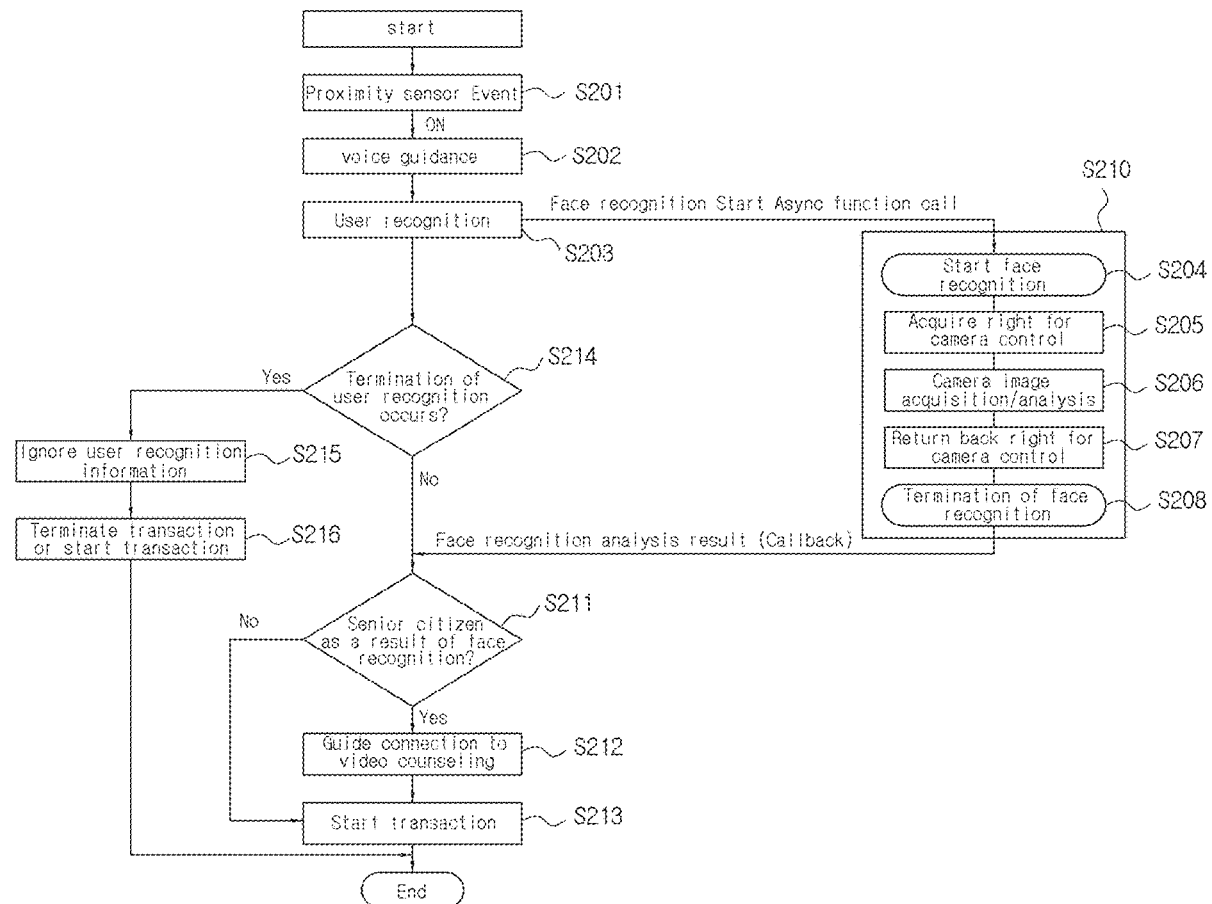 start
Proximity sensor Event
S201
ON
voice guidance
S202
User recognition
S203
Face recognition Start Async function call
S210
Start face
recognition
S204
Acquire right for
camera control
S205
Camera image
acquisition/analysis
S206
Return back right for
camera control
S207
Termination of face
recognition
S208
Termination of
user recognition
occurs?
S214
Yes
No
Ignore user recognition
information
S215
Terminate transaction
or start transaction
S216
Face recognition analysis result (Callback)
Senior citizen
as a result of face
recognition?
S211
No
Yes
Guide connection to
video counseling
S212
Start transaction
S213
End